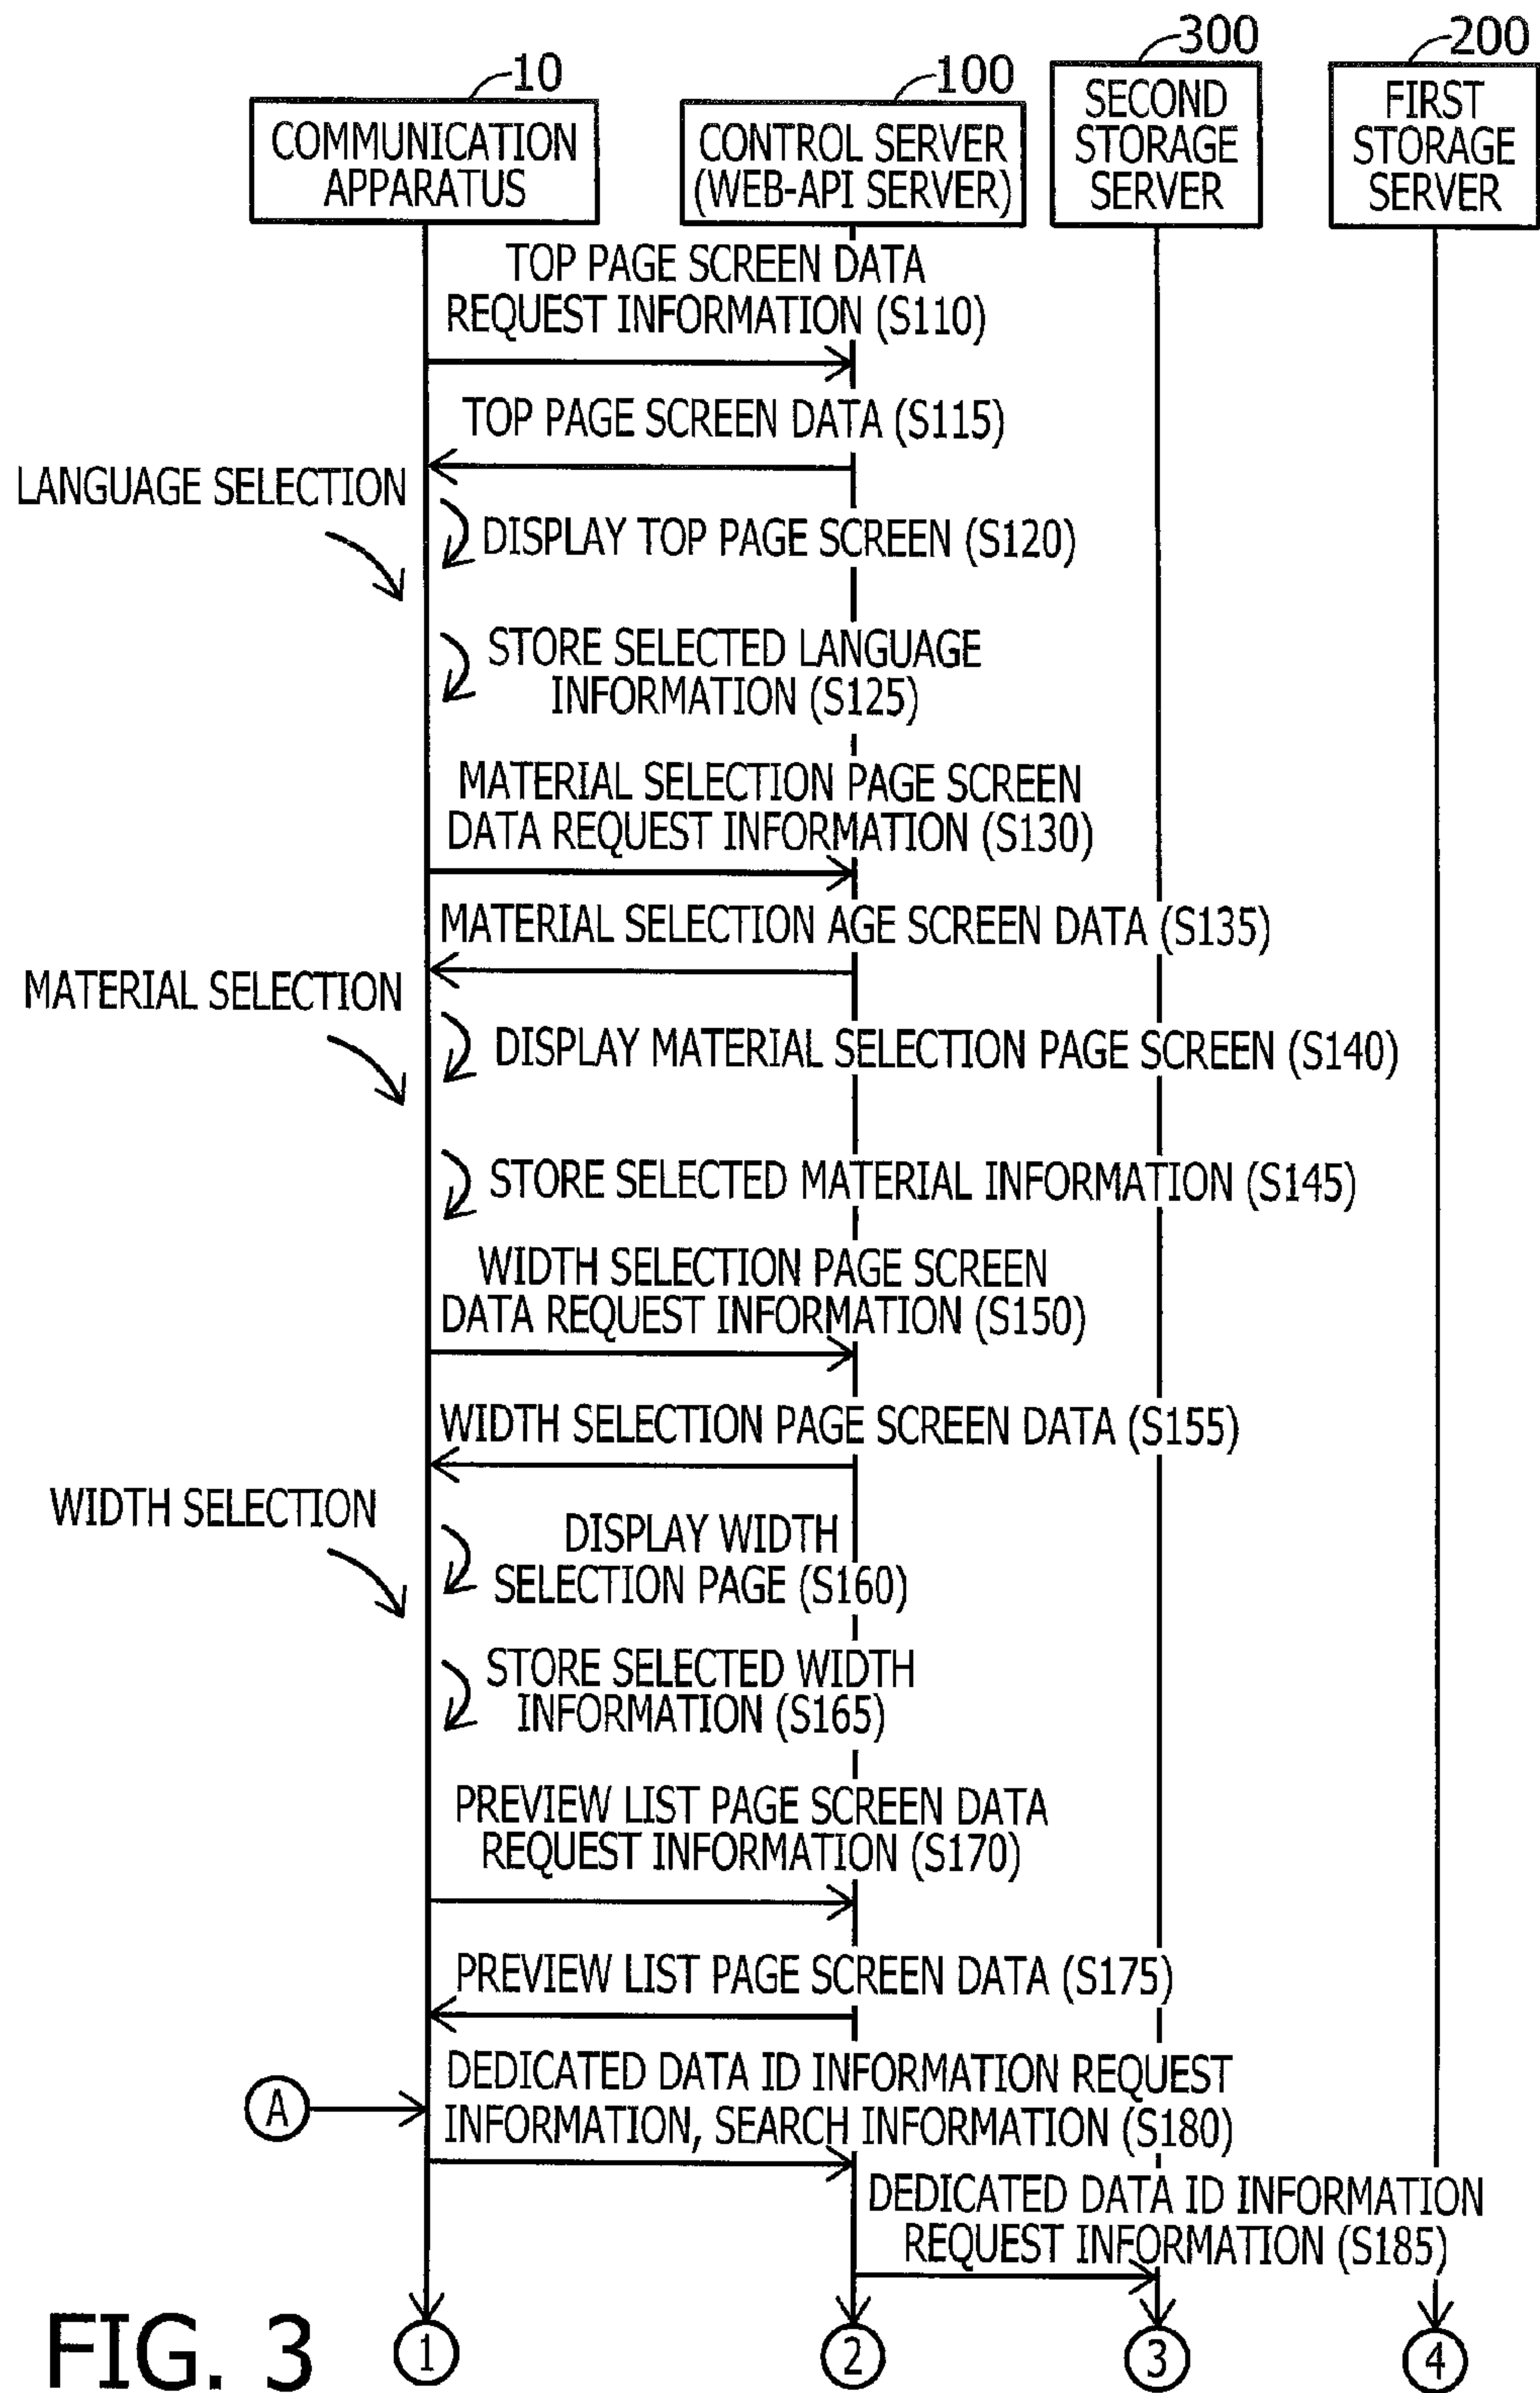 10
100
300
200
COMMUNICATION
APPARATUS
CONTROL SERVER
(WEB-API SERVER)
SECOND
STORAGE
SERVER
FIRST
STORAGE
SERVER
TOP PAGE SCREEN DATA
REQUEST INFORMATION (S110)
TOP PAGE SCREEN DATA (S115)
LANGUAGE SELECTION
DISPLAY TOP PAGE SCREEN (S120)
STORE SELECTED LANGUAGE
INFORMATION (S125)
MATERIAL SELECTION PAGE SCREEN
DATA REQUEST INFORMATION (S130)
MATERIAL SELECTION AGE SCREEN DATA (S135)
MATERIAL SELECTION
DISPLAY MATERIAL SELECTION PAGE SCREEN (S140)
STORE SELECTED MATERIAL INFORMATION (S145)
WIDTH SELECTION PAGE SCREEN
DATA REQUEST INFORMATION (S150)
WIDTH SELECTION PAGE SCREEN DATA (S155)
WIDTH SELECTION
DISPLAY WIDTH
SELECTION PAGE (S160)
STORE SELECTED WIDTH
INFORMATION (S165)
PREVIEW LIST PAGE SCREEN DATA
REQUEST INFORMATION (S170)
PREVIEW LIST PAGE SCREEN DATA (S175)
A
DEDICATED DATA ID INFORMATION REQUEST
INFORMATION, SEARCH INFORMATION (S180)
DEDICATED DATA ID INFORMATION
REQUEST INFORMATION (S185)
FIG. 3
1
2
3
4